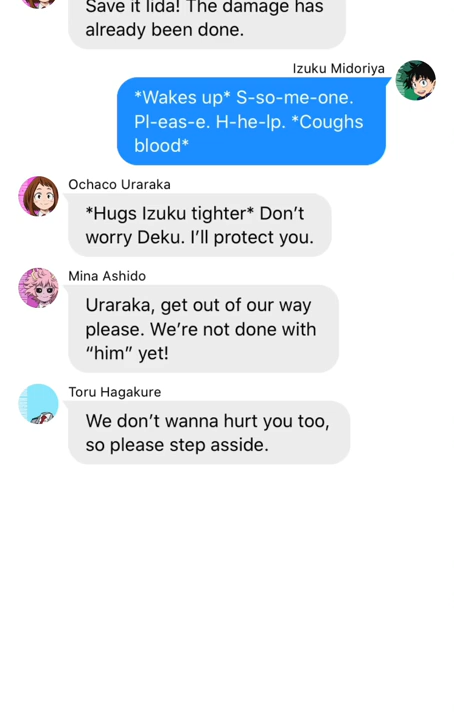 Save it Iida! The damage has
already been done.
Izuku Midoriya
*Wakes up* S-so-me-one.
Pl-eas-e. H-he-lp. *Coughs
blood*
Ochaco Uraraka
*Hugs Izuku tighter* Don’t
worry Deku. I’ll protect you.
Mina Ashido
Uraraka, get out of our way
please. We’re not done with
“him” yet!
Toru Hagakure
We don’t wanna hurt you too,
so please step asside.